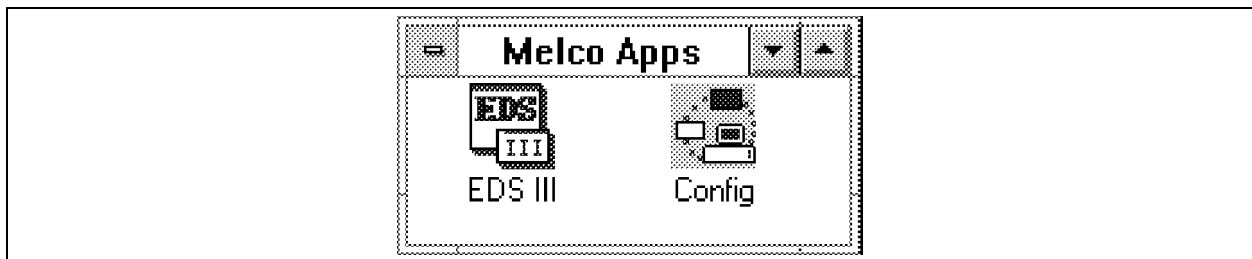 Melco Apps
EDS
III
EDS III
Config